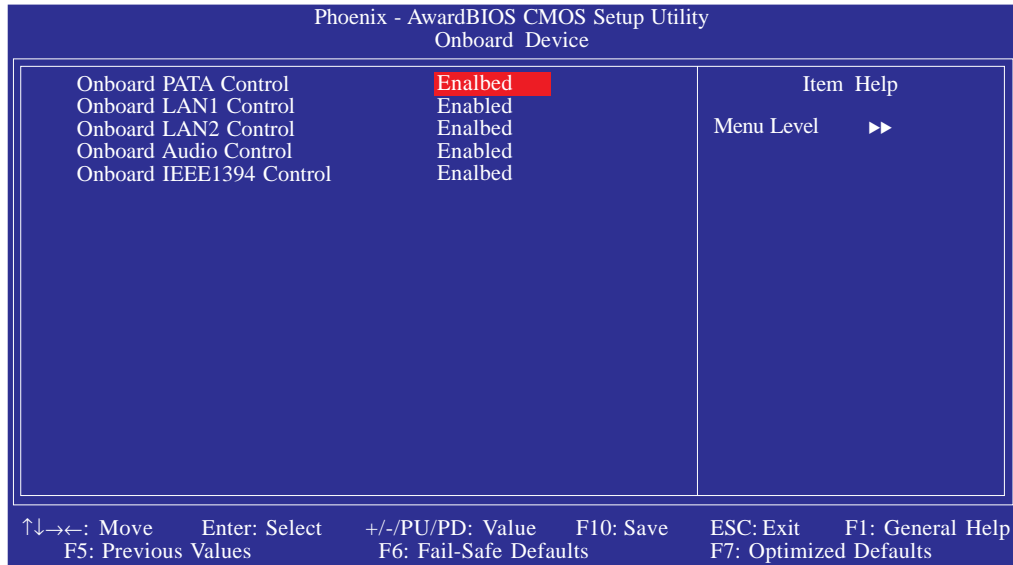 Phoenix - AwardBIOS CMOS Setup Utility
Onboard Device
Onboard PATA Control Enalbed
Onboard LAN1 Control Enabled
Onboard LAN2 Control Enalbed
Onboard Audio Control Enabled
Onboard IEEE1394 Control Enalbed
Item Help
Menu Level ▶▶
↑↓→←: Move Enter: Select +/-/PU/PD: Value F10: Save ESC: Exit F1: General Help
F5: Previous Values F6: Fail-Safe Defaults F7: Optimized Defaults